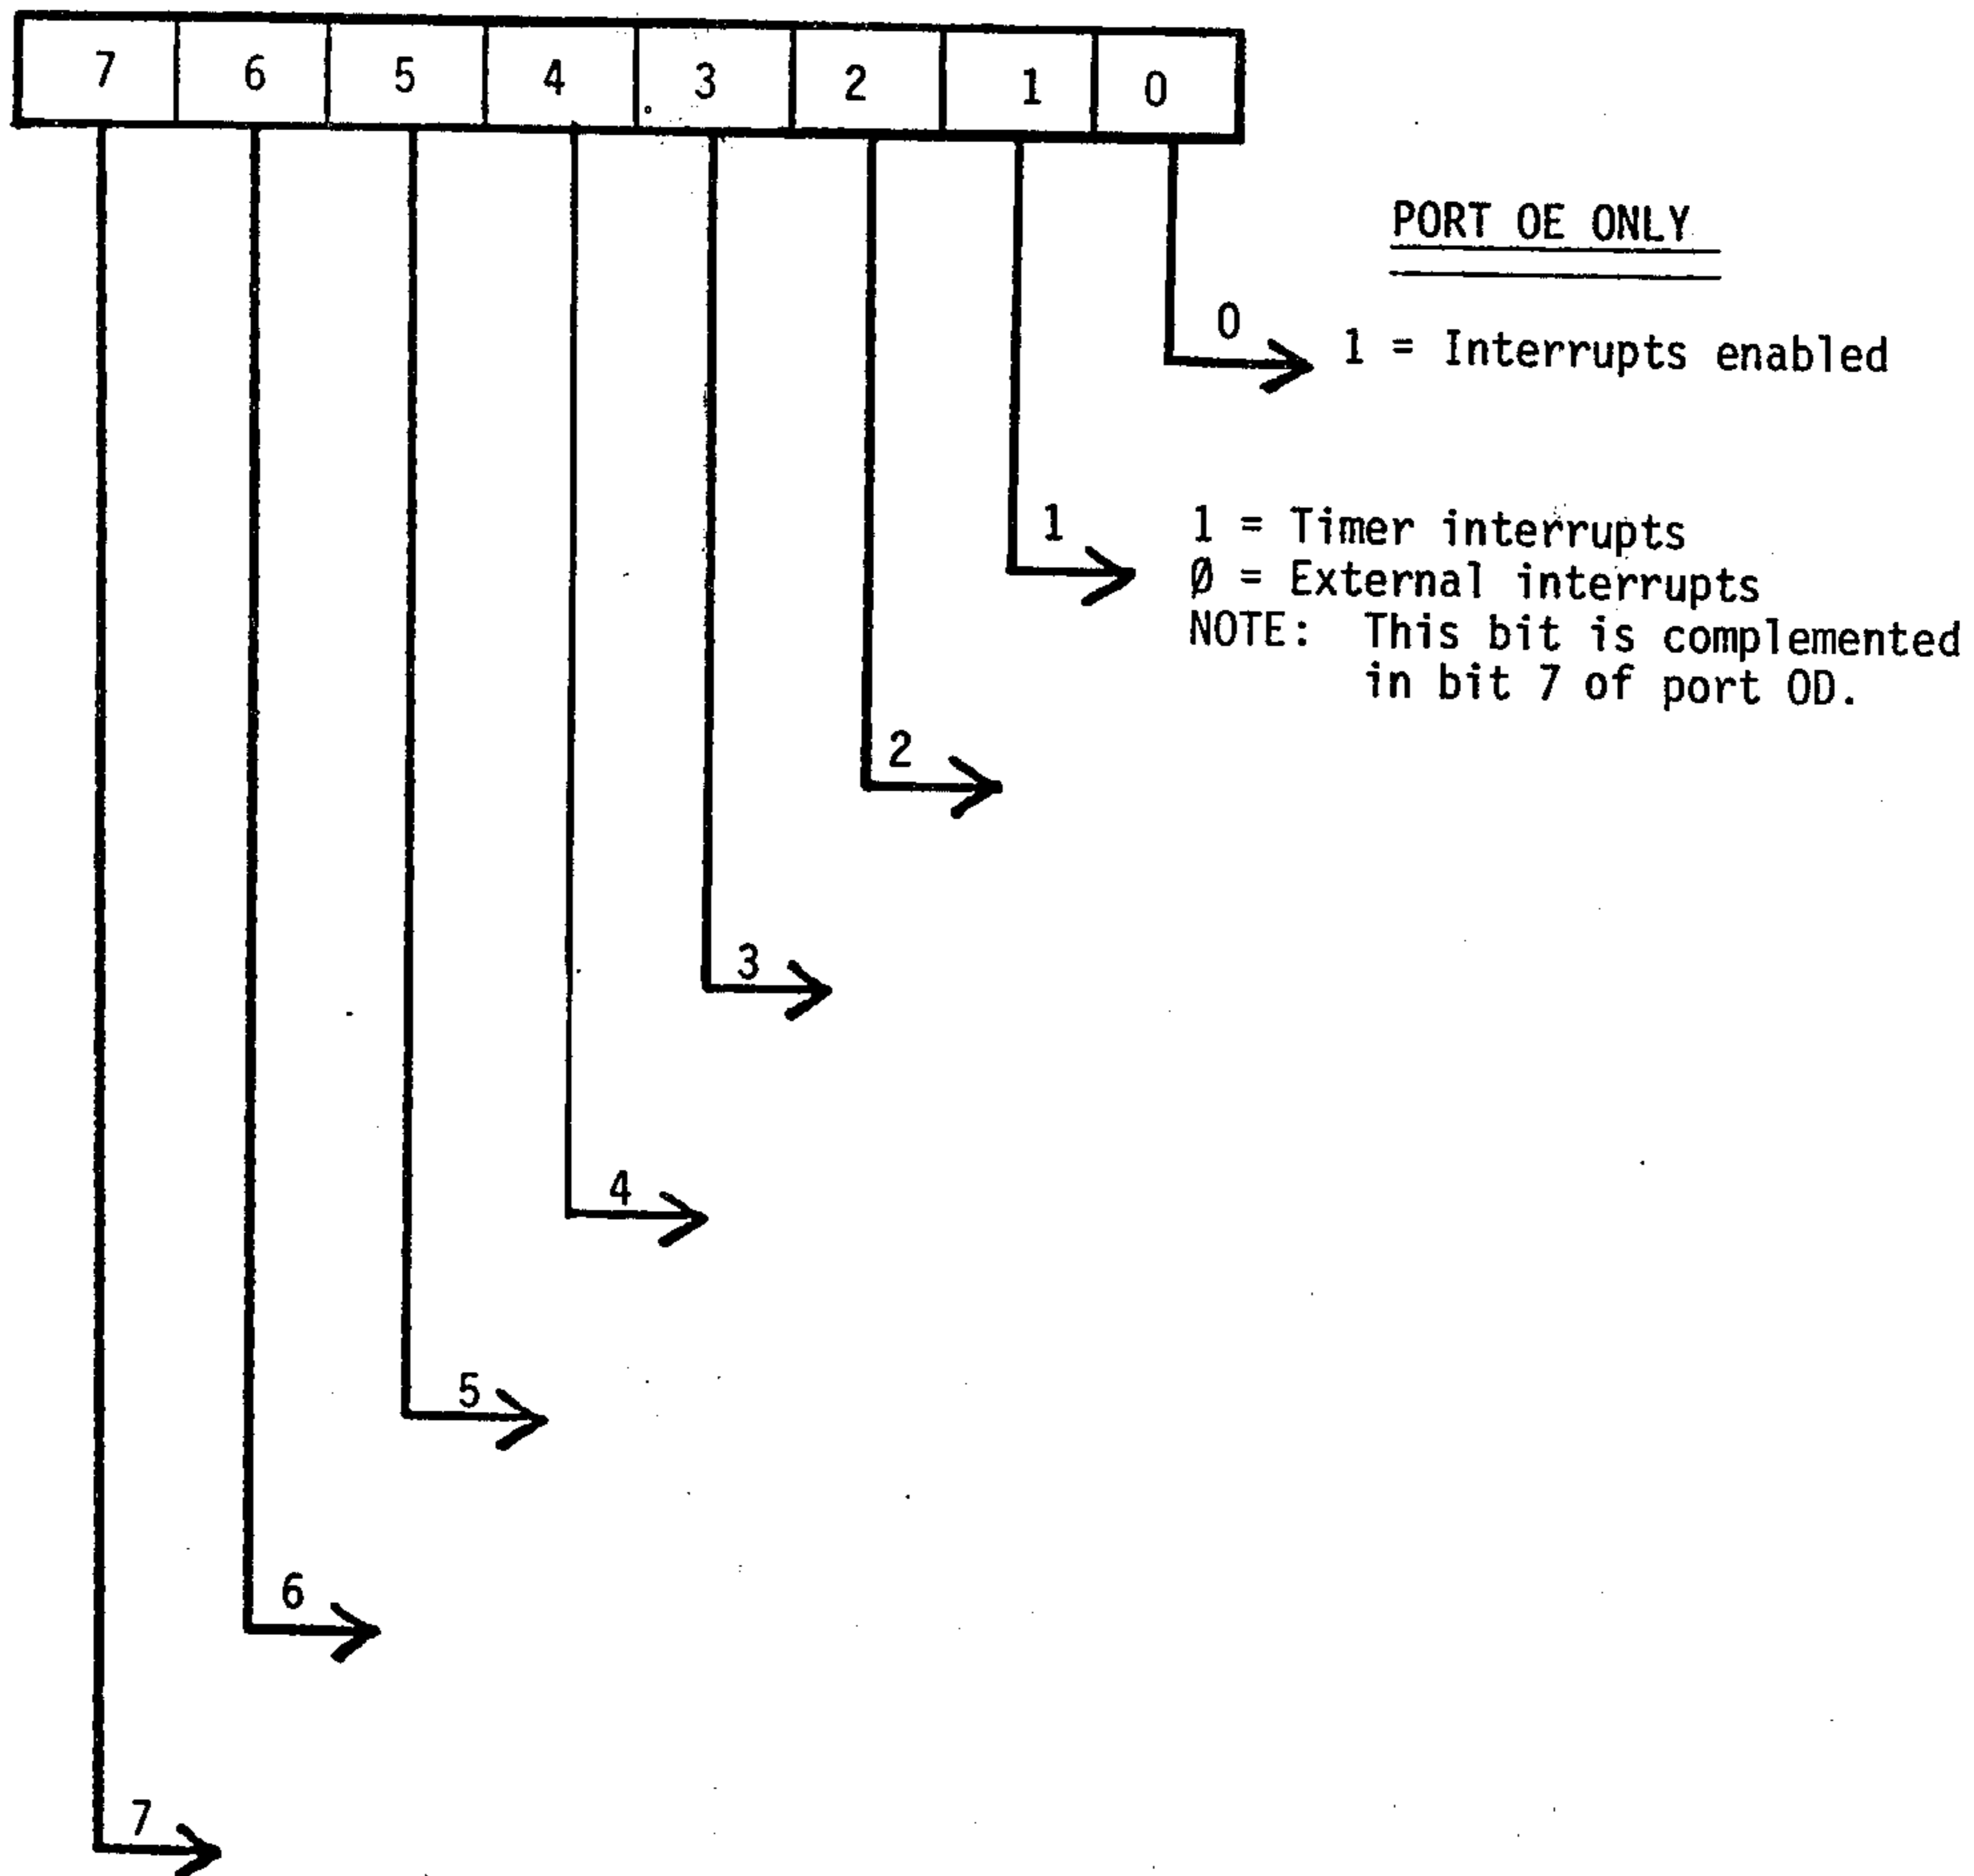 7 6 5 4 3 2 1 0
PORT OE ONLY
0
1 = Interrupts enabled
1
1 = Timer interrupts
Ø = External interrupts
NOTE: This bit is complemented
in bit 7 of port OD.
2
3
4
5
6
7